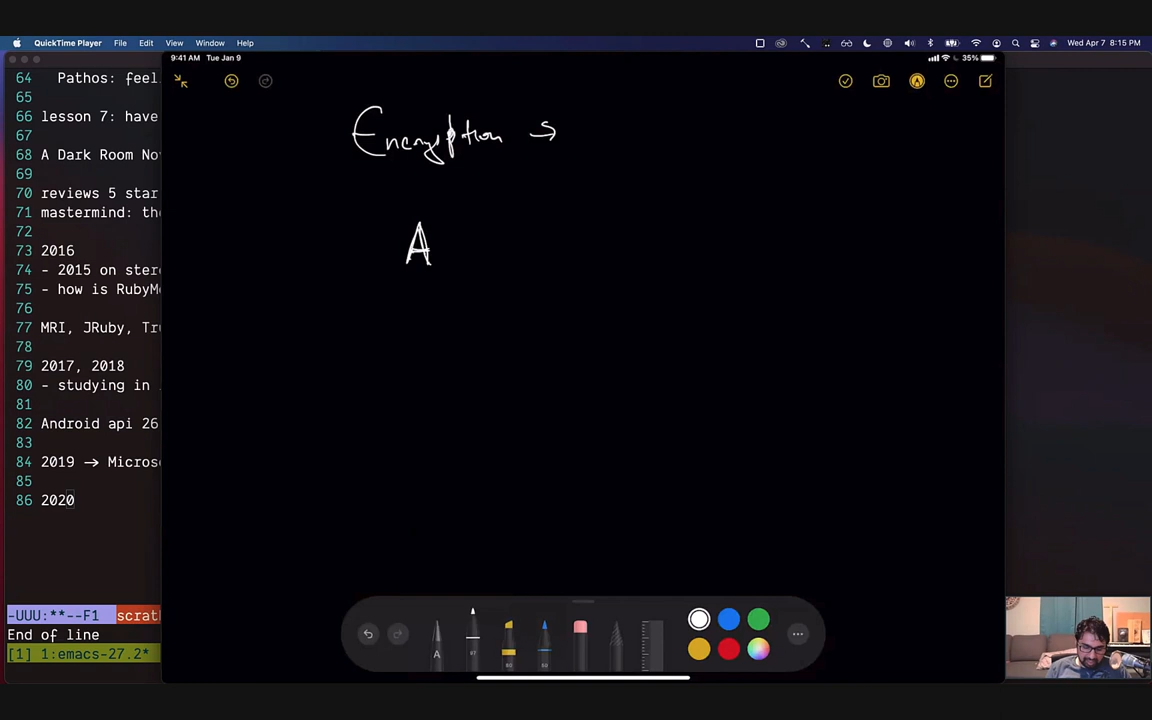 QuickTime Player File Edit View Window Help Wed Apr 7 8:15 PM
9:41 AM Tue Jan 9 35%
64 Pathos: feel
65
66 lesson 7: have
67
68 A Dark Room No
69
70 reviews 5 star
71 mastermind: the
72
73 2016
74 - 2015 on ster
75 - how is RubyM
76
77 MRI, JRuby, Tr
78
79 2017, 2018
80 - studying in
81
82 Android api 26
83
84 2019 → Micros
85
86 2020
-UUU:**--F1 scrat
End of line
[1] 1:emacs-27.2*
Encryption →
A
A
97
80
50